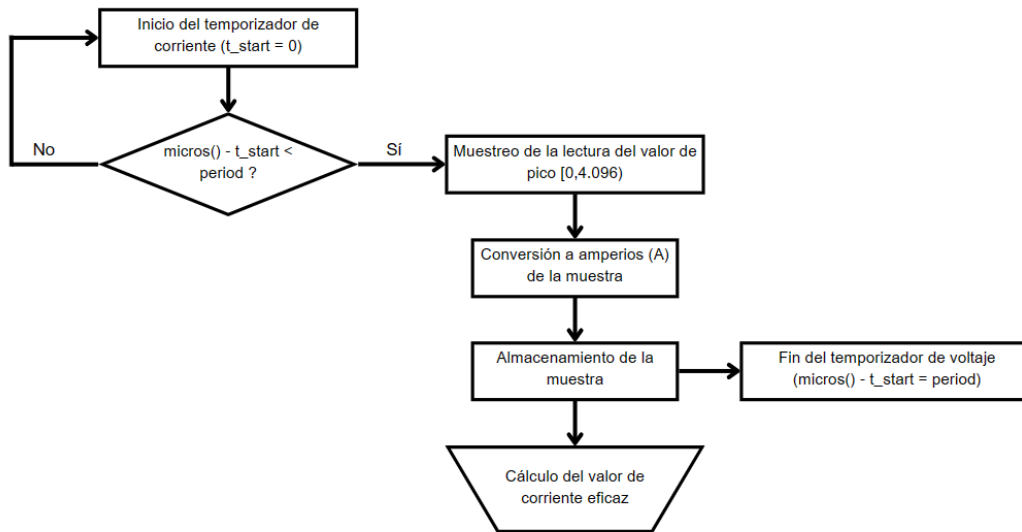 Inicio del temporizador de
corriente (t_start = 0)
No
micros() - t_start <
period ?
Sí
Muestreo de la lectura del valor de
pico [0,4.096)
Conversión a amperios (A)
de la muestra
Almacenamiento de la
muestra
Fin del temporizador de voltaje
(micros() - t_start = period)
Cálculo del valor de
corriente eficaz